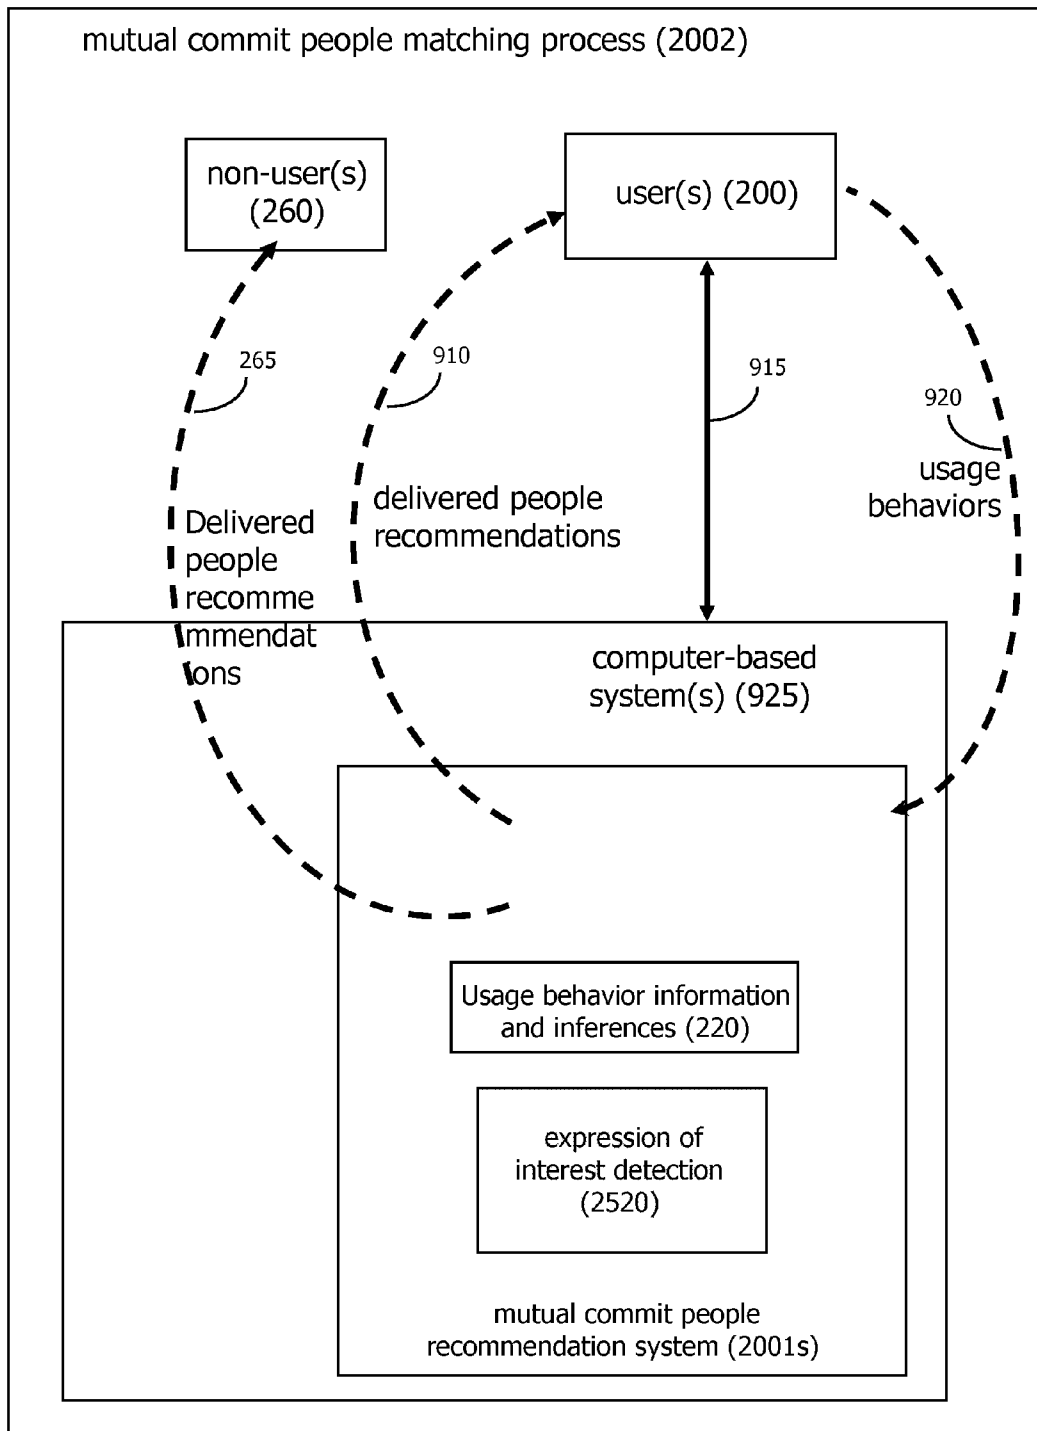 mutual commit people matching process (2002)
non-user(s)
(260)
user(s) (200)
265
910
915
920
usage
behaviors
delivered people
recommendations
Delivered
people
recomme
mmendat
ions
computer-based
system(s) (925)
Usage behavior information
and inferences (220)
expression of
interest detection
(2520)
mutual commit people
recommendation system (2001s)